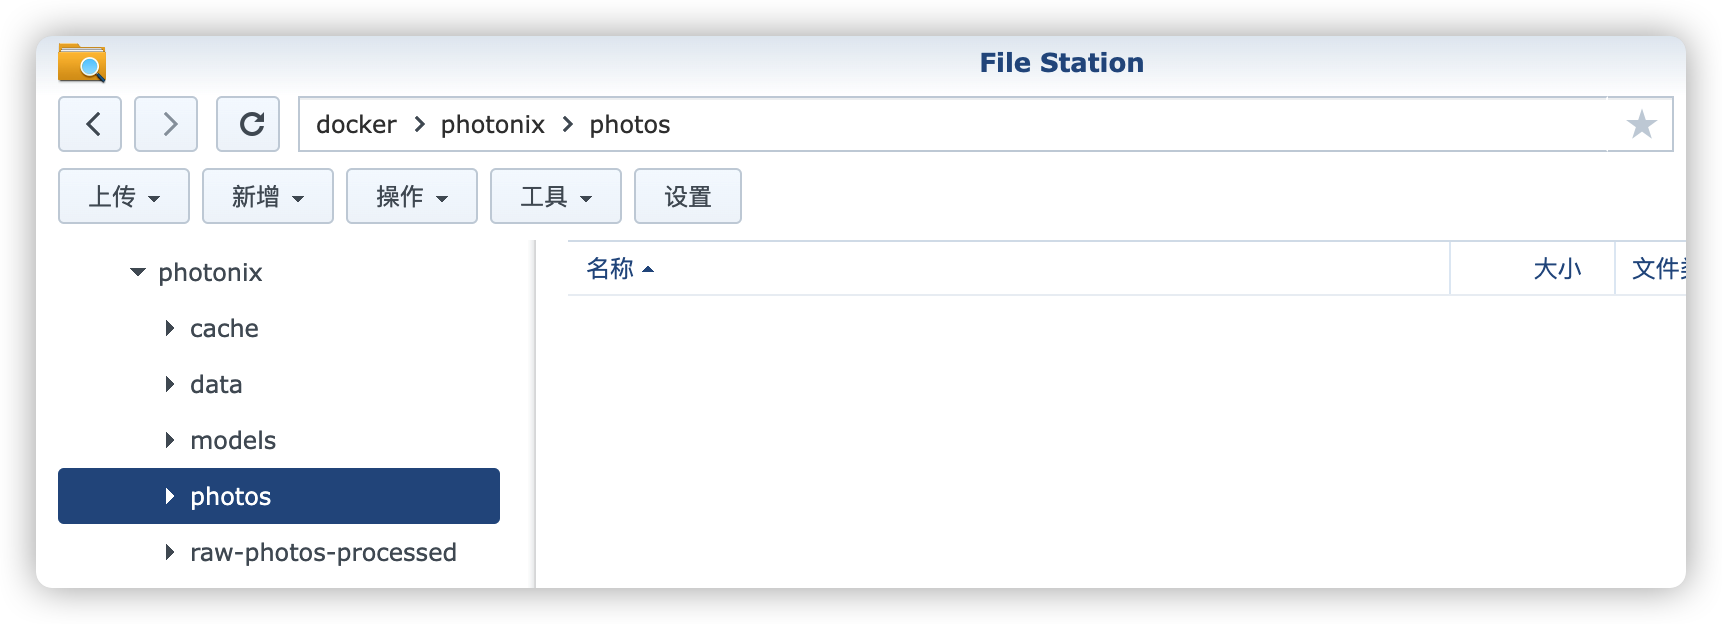 File Station
docker > photonix > photos
上传 新增 操作 工具 设置
photonix
cache
data
models
photos
raw-photos-processed
名称 大小 文件